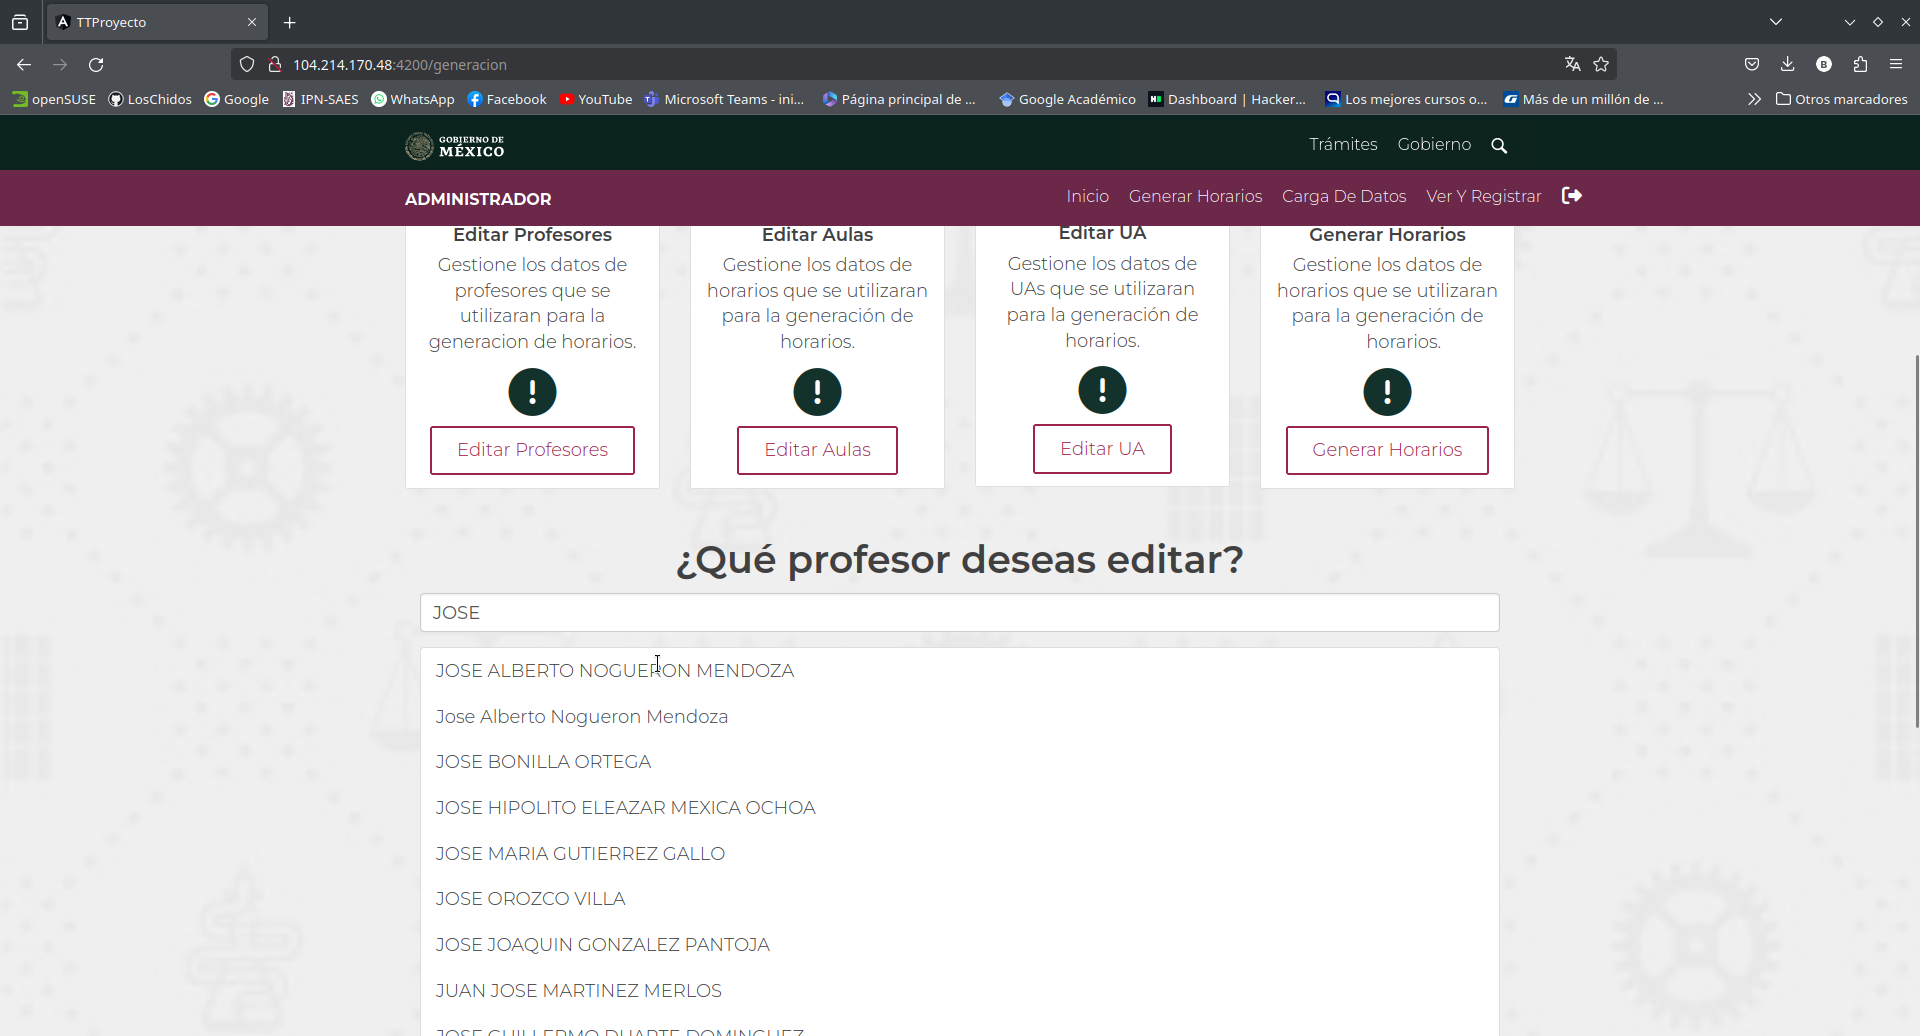 TTProyecto
104.214.170.48:4200/generacion
openSUSE LosChidos Google IPN-SAES WhatsApp Facebook YouTube Microsoft Teams - ini... Página principal de ... Google Académico Dashboard | Hacker... Los mejores cursos o... Más de un millón de ... Otros marcadores
GOBIERNO DE
MÉXICO
Trámites Gobierno
ADMINISTRADOR
Inicio Generar Horarios Carga De Datos Ver Y Registrar
Editar Profesores
Gestione los datos de
profesores que se
utilizaran para la
generacion de horarios.
Editar Profesores
Editar Aulas
Gestione los datos de
horarios que se utilizaran
para la generación de
horarios.
Editar Aulas
Editar UA
Gestione los datos de
UAs que se utilizaran
para la generación de
horarios.
Editar UA
Generar Horarios
Gestione los datos de
horarios que se utilizaran
para la generación de
horarios.
Generar Horarios
¿Qué profesor deseas editar?
JOSE
JOSE ALBERTO NOGUERON MENDOZA
Jose Alberto Nogueron Mendoza
JOSE BONILLA ORTEGA
JOSE HIPOLITO ELEAZAR MEXICA OCHOA
JOSE MARIA GUTIERREZ GALLO
JOSE OROZCO VILLA
JOSE JOAQUIN GONZALEZ PANTOJA
JUAN JOSE MARTINEZ MERLOS
JOSE GUILLERMO DUARTE DOMINGUEZ